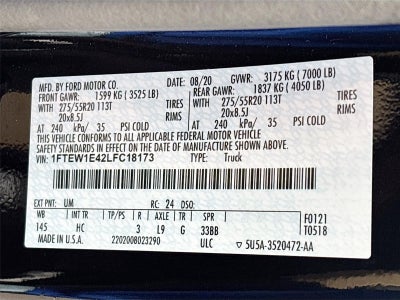 MFD. BY FORD MOTOR CO. 08/20 GVWR: 3175 KG ( 7000 LB)
FRONT GAWR: 1599 KG ( 3525 LB) REAR GAWR: 1837 KG ( 4050 LB)
WITH 275/55R20 113T TIRES WITH 275/55R20 113T TIRES
20x8.5J RIMS 20x8.5J RIMS
AT 240 kPa/ 35 PSI COLD AT 240 kPa/ 35 PSI COLD
THIS VEHICLE CONFORMS TO ALL APPLICABLE FEDERAL MOTOR VEHICLE
SAFETY STANDARDS IN EFFECT ON THE DATE OF MANUFACTURE SHOWN ABOVE.
VIN: 1FTEW1E42LFC18173 TYPE: Truck
EXT PNT: UM RC: 24 DSO: F0121
WB INT TR TP/PS R AXLE TR SPR T0518
145 HC 3 L9 G 33BB
MADE IN U.S.A. 2202008023290 ULC 5U5A-3520472-AA